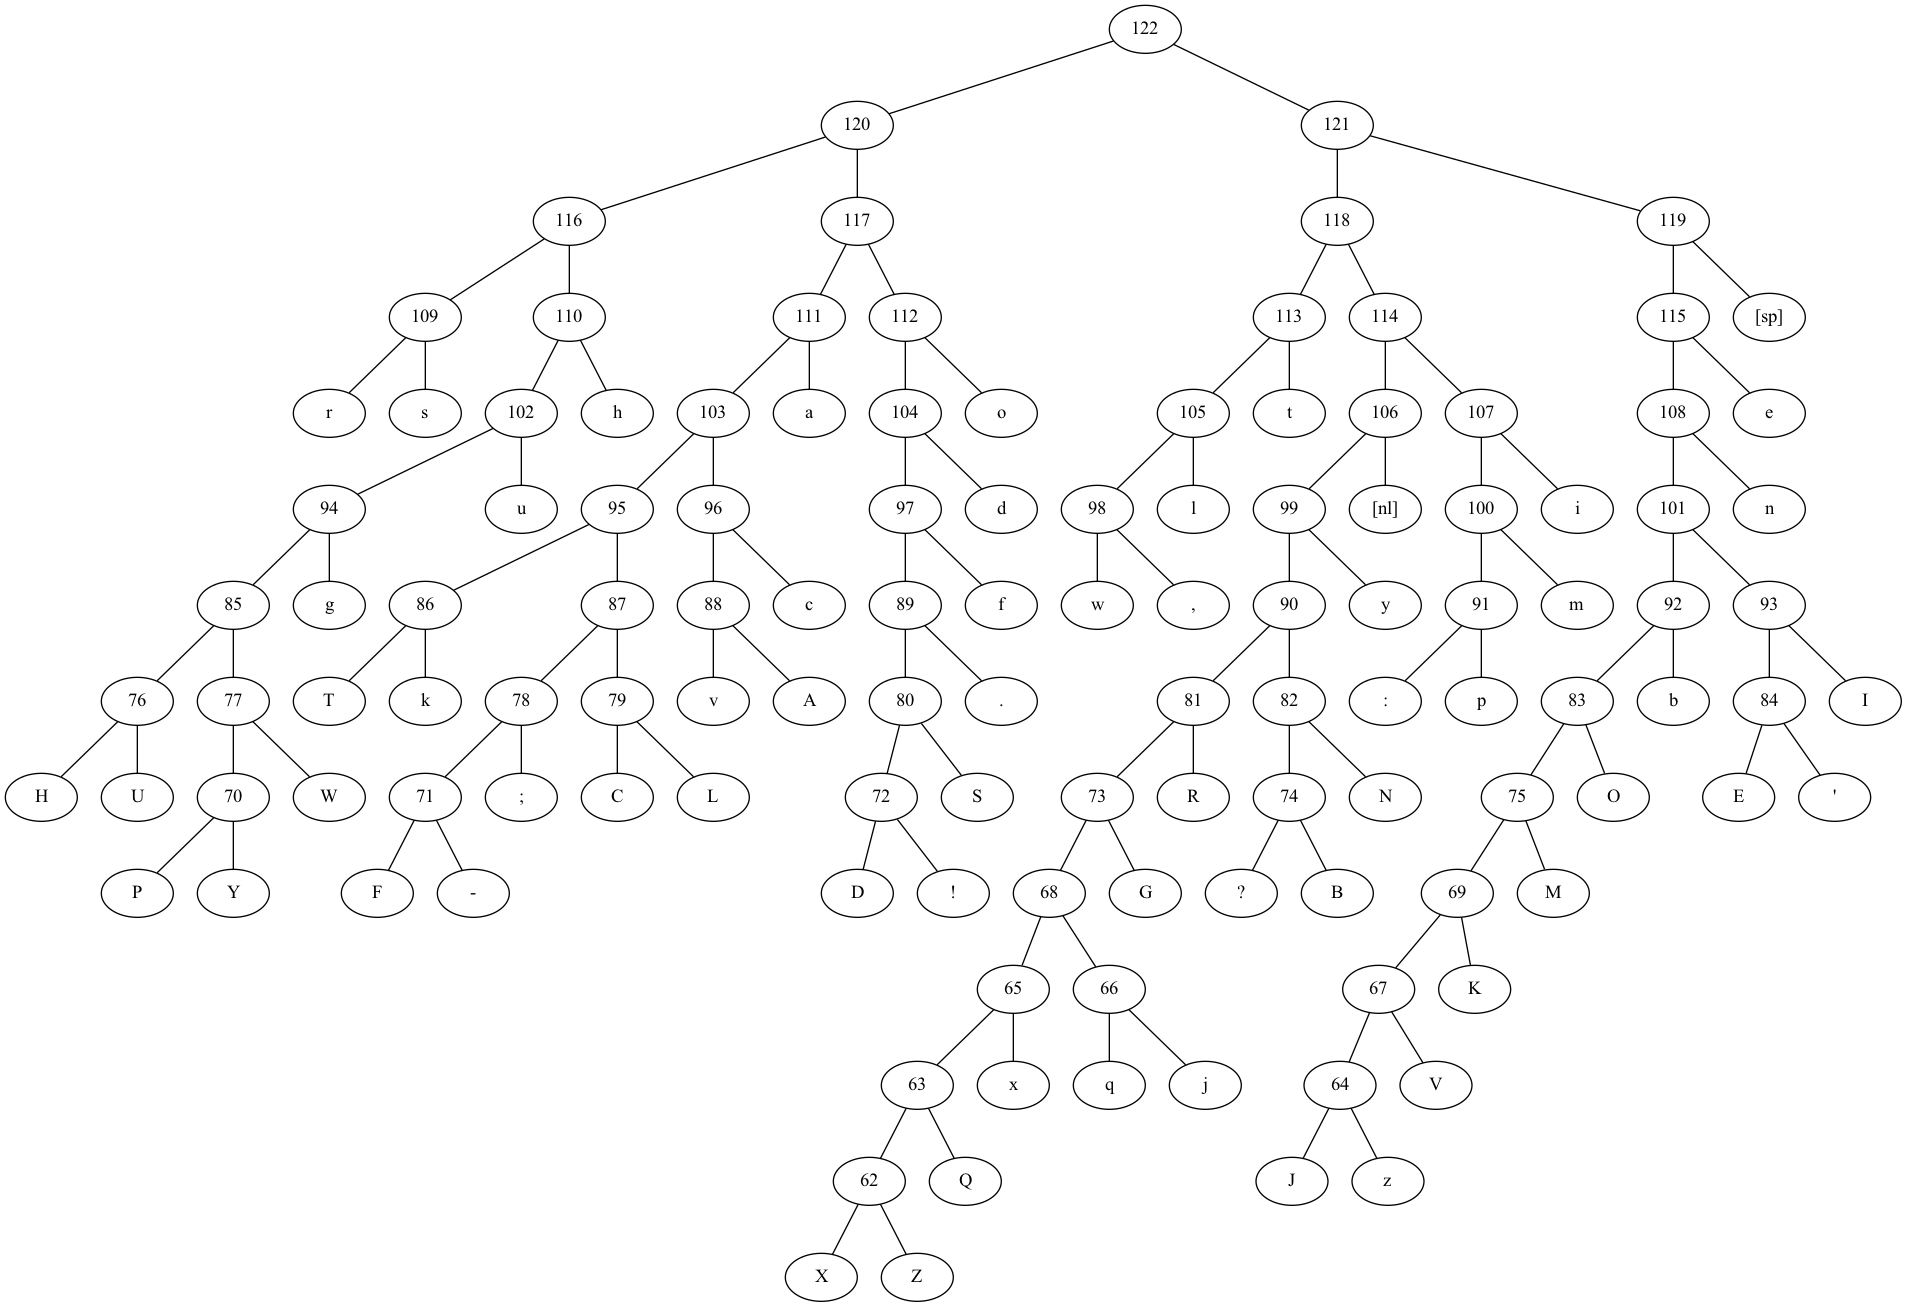 122
120 121
116 117 118 119
109 110 111 112 113 114 115 [sp]
r s 102 h 103 a 104 o 105 t 106 107 108 e
94 u 95 96 97 d 98 l 99 [nl] 100 i 101 n
85 g 86 87 88 c 89 f w , 90 y 91 m 92 93
76 77 T k 78 79 v A 80 . 81 82 : p 83 b 84 I
H U 70 W 71 ; C L 72 S 73 R 74 N 75 O E '
P Y F - D ! 68 G ? B 69 M
65 66 67 K
63 x q j 64 V
62 Q J z
X Z